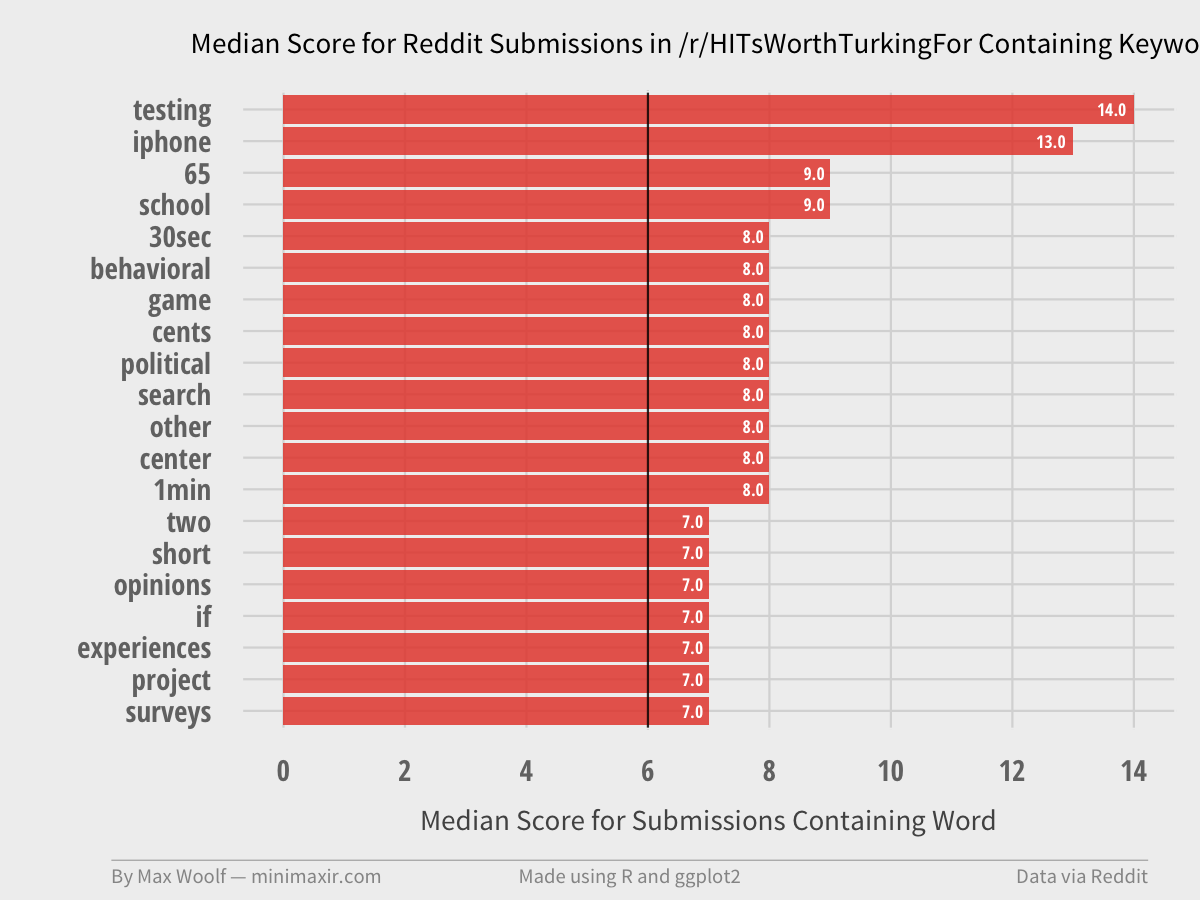 Median Score for Reddit Submissions in /r/HITsWorthTurkingFor Containing Keywo
testing 14.0
iphone 13.0
65 9.0
school 9.0
30sec 8.0
behavioral 8.0
game 8.0
cents 8.0
political 8.0
search 8.0
other 8.0
center 8.0
1min 8.0
two 7.0
short 7.0
opinions 7.0
if 7.0
experiences 7.0
project 7.0
surveys 7.0
0 2 4 6 8 10 12 14
Median Score for Submissions Containing Word
By Max Woolf — minimaxir.com Made using R and ggplot2 Data via Reddit